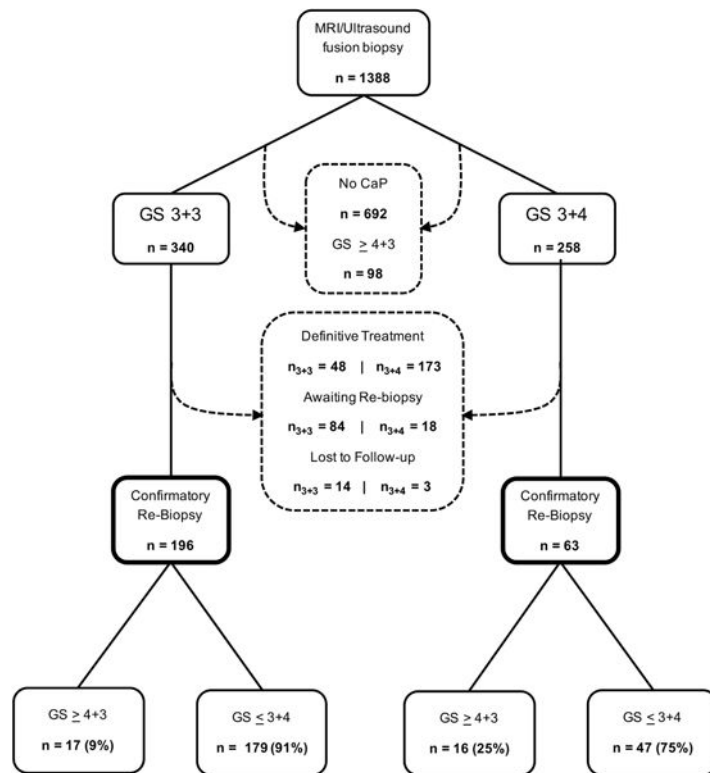 MRI/Ultrasound
fusion biopsy
n = 1388
No CaP
n = 692
GS ≥ 4+3
n = 98
GS 3+3
n = 340
GS 3+4
n = 258
Definitive Treatment
n3+3 = 48 | n3+4 = 173
Awaiting Re-biopsy
n3+3 = 84 | n3+4 = 18
Lost to Follow-up
n3+3 = 14 | n3+4 = 3
Confirmatory
Re-Biopsy
n = 196
Confirmatory
Re-Biopsy
n = 63
GS ≥ 4+3
n = 17 (9%)
GS ≤ 3+4
n = 179 (91%)
GS ≥ 4+3
n = 16 (25%)
GS ≤ 3+4
n = 47 (75%)